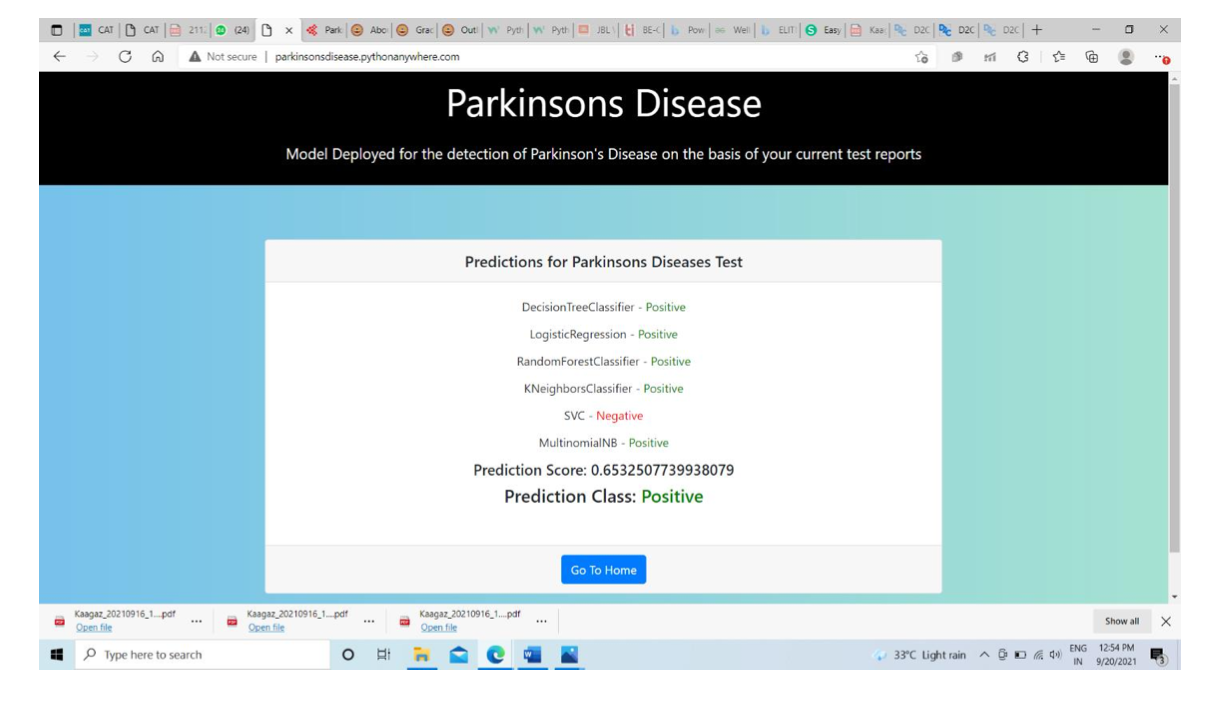 CAT CAT 211: (24) Park Abo Grac Outl Pyth Pyth JBL BE-C Pow Wel ELIT Easy Kaa D2C D2C D2C
Not secure parkinsonsdisease.pythonanywhere.com
Parkinsons Disease
Model Deployed for the detection of Parkinson's Disease on the basis of your current test reports
Predictions for Parkinsons Diseases Test
DecisionTreeClassifier - Positive
LogisticRegression - Positive
RandomForestClassifier - Positive
KNeighborsClassifier - Positive
SVC - Negative
MultinomialNB - Positive
Prediction Score: 0.6532507739938079
Prediction Class: Positive
Go To Home
Kaagaz_20210916_1....pdf Kaagaz_20210916_1....pdf Kaagaz_20210916_1....pdf
Open file Open file Open file
Show all
Type here to search
33°C Light rain
ENG 12:54 PM
IN 9/20/2021
3